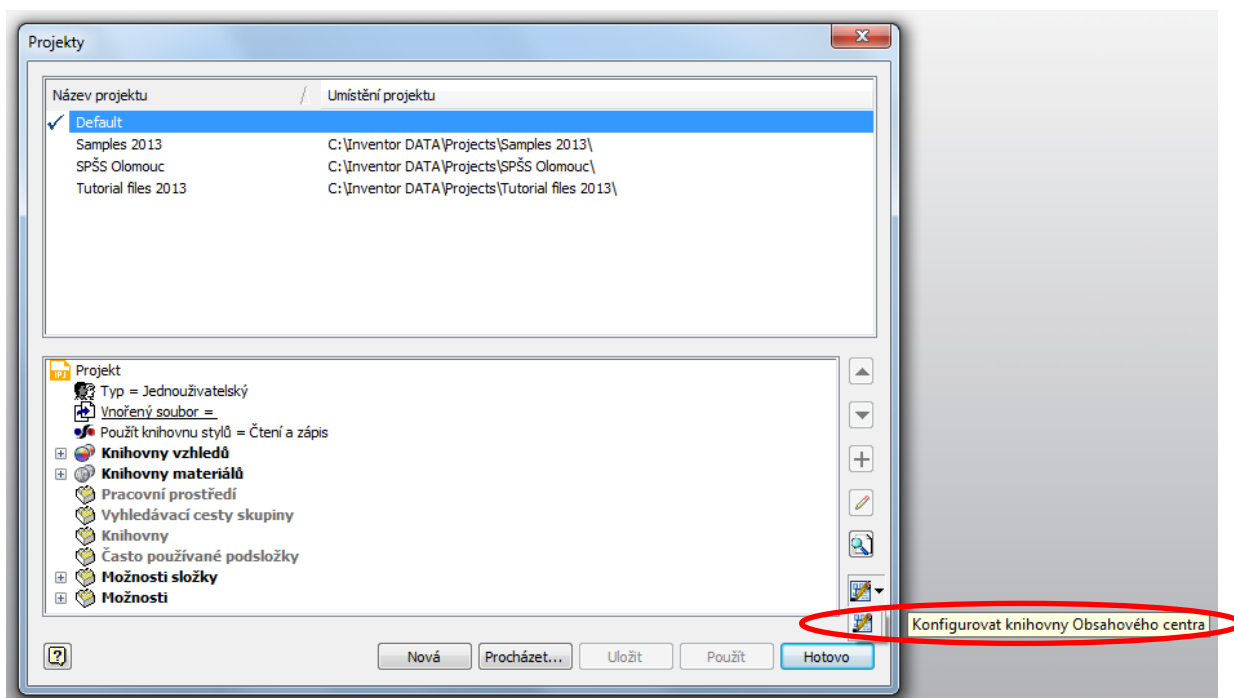 Projekty
Název projektu / Umístění projektu
Default
Samples 2013 C:\Inventor DATA\Projects\Samples 2013\
SPŠS Olomouc C:\Inventor DATA\Projects\SPŠS Olomouc\
Tutorial files 2013 C:\Inventor DATA\Projects\Tutorial files 2013\
IPJ Projekt
Typ = Jednouživatelský
Vnořený soubor =
Použít knihovnu stylů = Čtení a zápis
Knihovny vzhledů
Knihovny materiálů
Pracovní prostředí
Vyhledávací cesty skupiny
Knihovny
Často používané podsložky
Možnosti složky
Možnosti
Konfigurovat knihovny Obsahového centra
? Nová Procházet... Uložit Použít Hotovo